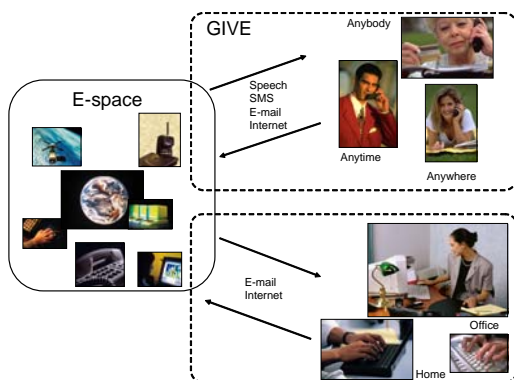 GIVE
Anybody
E-space
Speech
SMS
E-mail
Internet
Anytime
Anywhere
E-mail
Internet
Office
Home